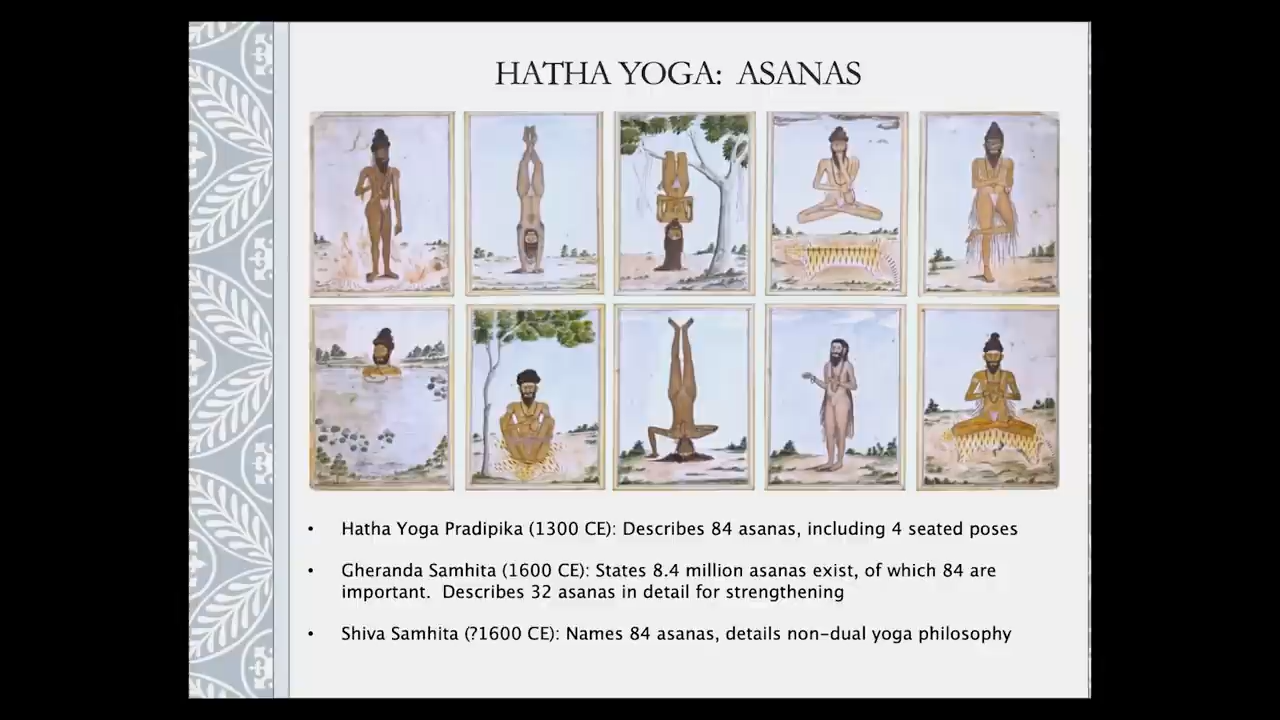 HATHA YOGA: ASANAS
• Hatha Yoga Pradipika (1300 CE): Describes 84 asanas, including 4 seated poses
• Gheranda Samhita (1600 CE): States 8.4 million asanas exist, of which 84 are
important. Describes 32 asanas in detail for strengthening
• Shiva Samhita (?1600 CE): Names 84 asanas, details non-dual yoga philosophy